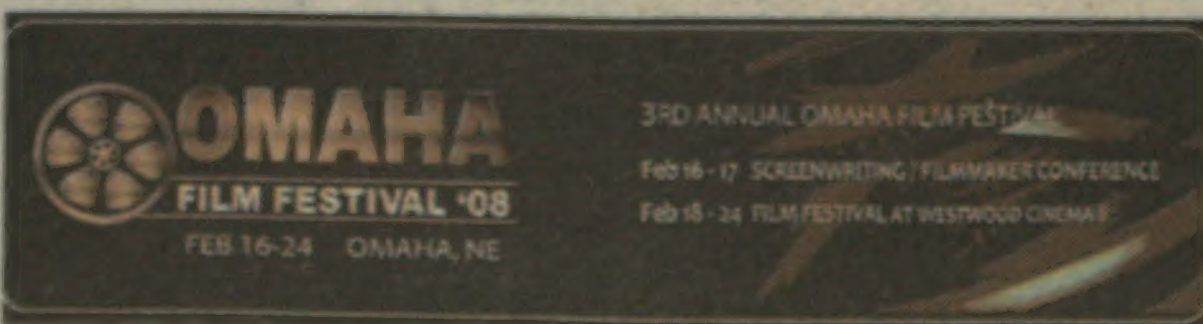 OMAHA
FILM FESTIVAL '08
FEB 16-24 OMAHA, NE
3RD ANNUAL OMAHA FILM FESTIVAL
Feb 16 - 17 SCREENWRITING / FILMMAKER CONFERENCE
Feb 18 - 24 FILM FESTIVAL AT WESTWOOD CINEMA